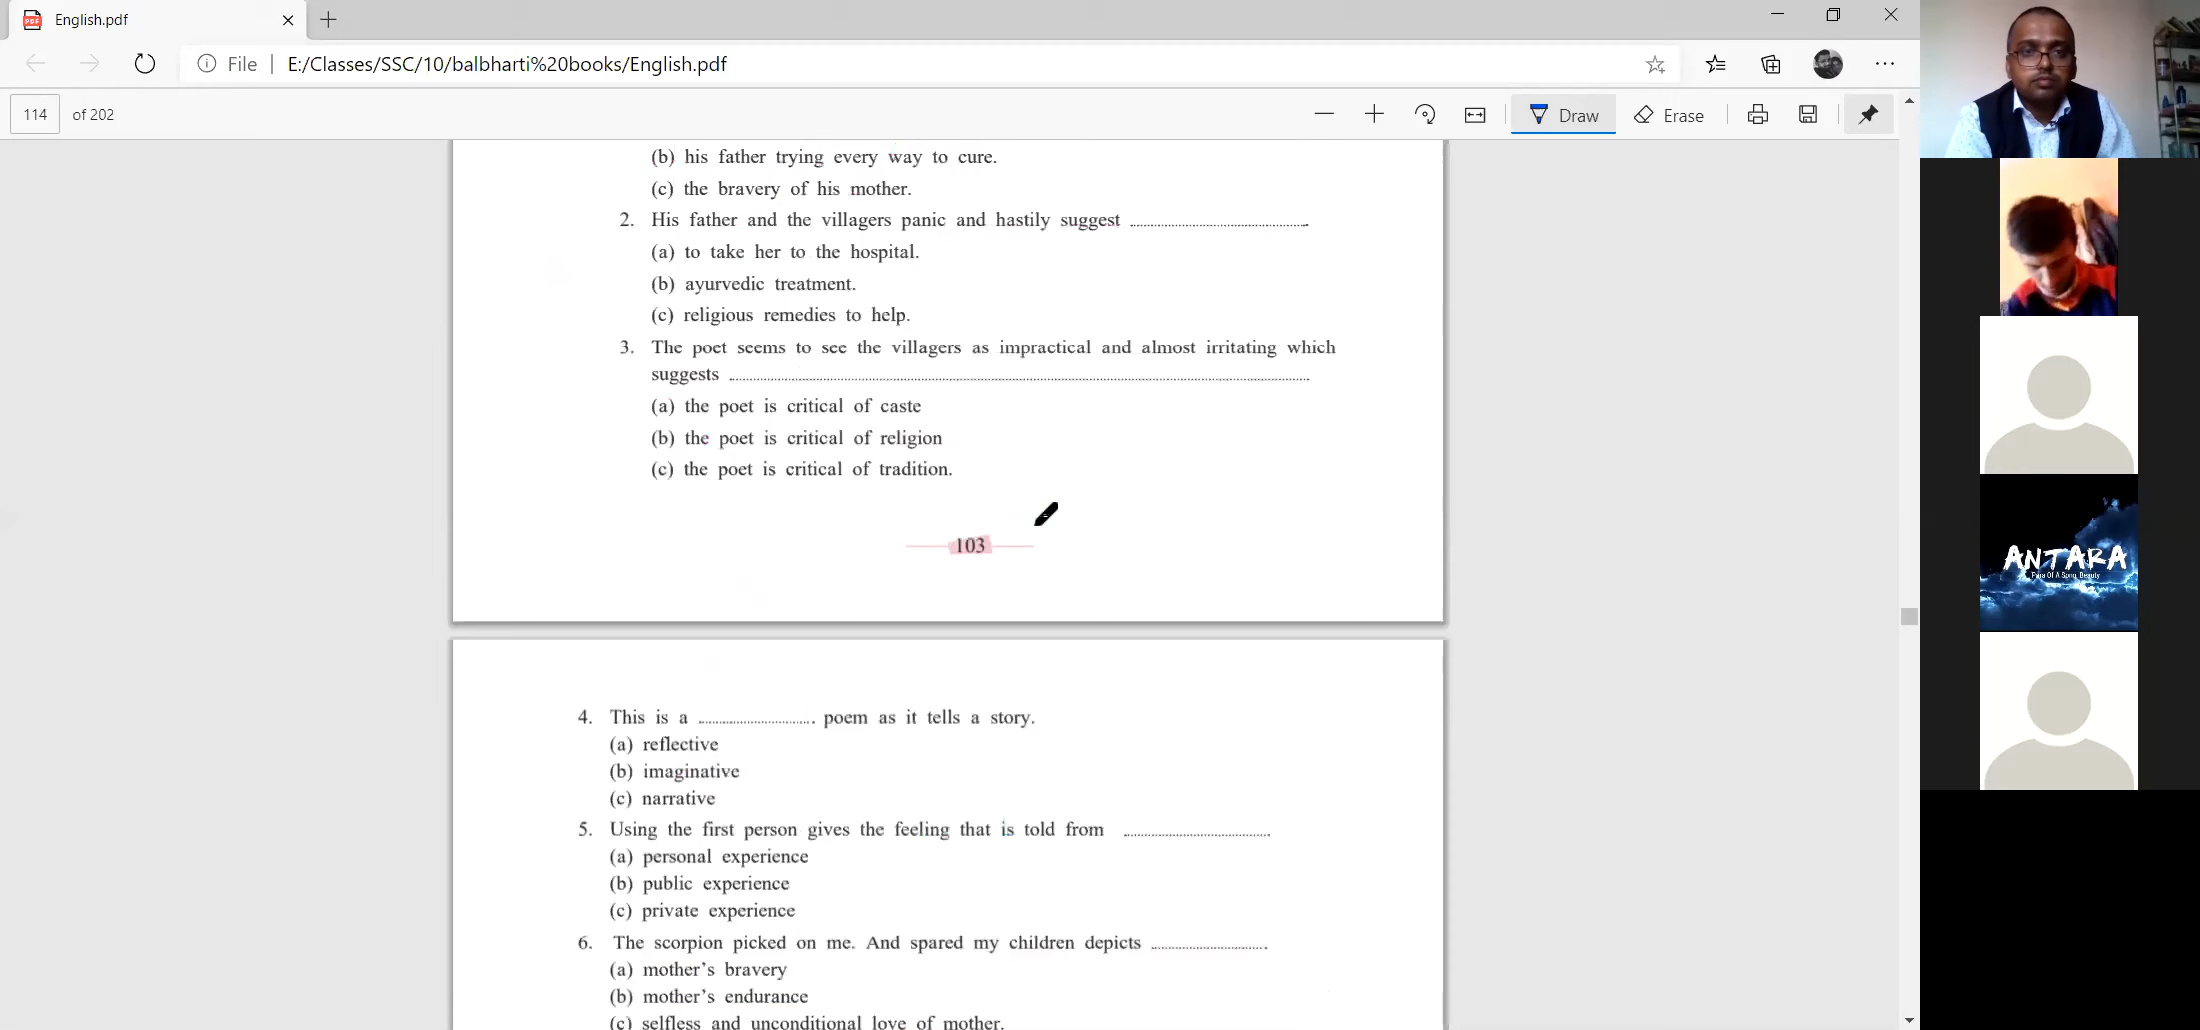 English.pdf
File
E:/Classes/SSC/10/balbharti%20books/English.pdf
114 of 202
Draw
Erase
(b) his father trying every way to cure.
(c) the bravery of his mother.
2. His father and the villagers panic and hastily suggest ..............................
(a) to take her to the hospital.
(b) ayurvedic treatment.
(c) religious remedies to help.
3. The poet seems to see the villagers as impractical and almost irritating which
suggests ..............................
(a) the poet is critical of caste
(b) the poet is critical of religion
(c) the poet is critical of tradition.
103
4. This is a .............................. poem as it tells a story.
(a) reflective
(b) imaginative
(c) narrative
5. Using the first person gives the feeling that is told from ..............................
(a) personal experience
(b) public experience
(c) private experience
6. The scorpion picked on me. And spared my children depicts ..............................
(a) mother's bravery
(b) mother's endurance
(c) selfless and unconditional love of mother.
ANTARA
Of A Song Beauty